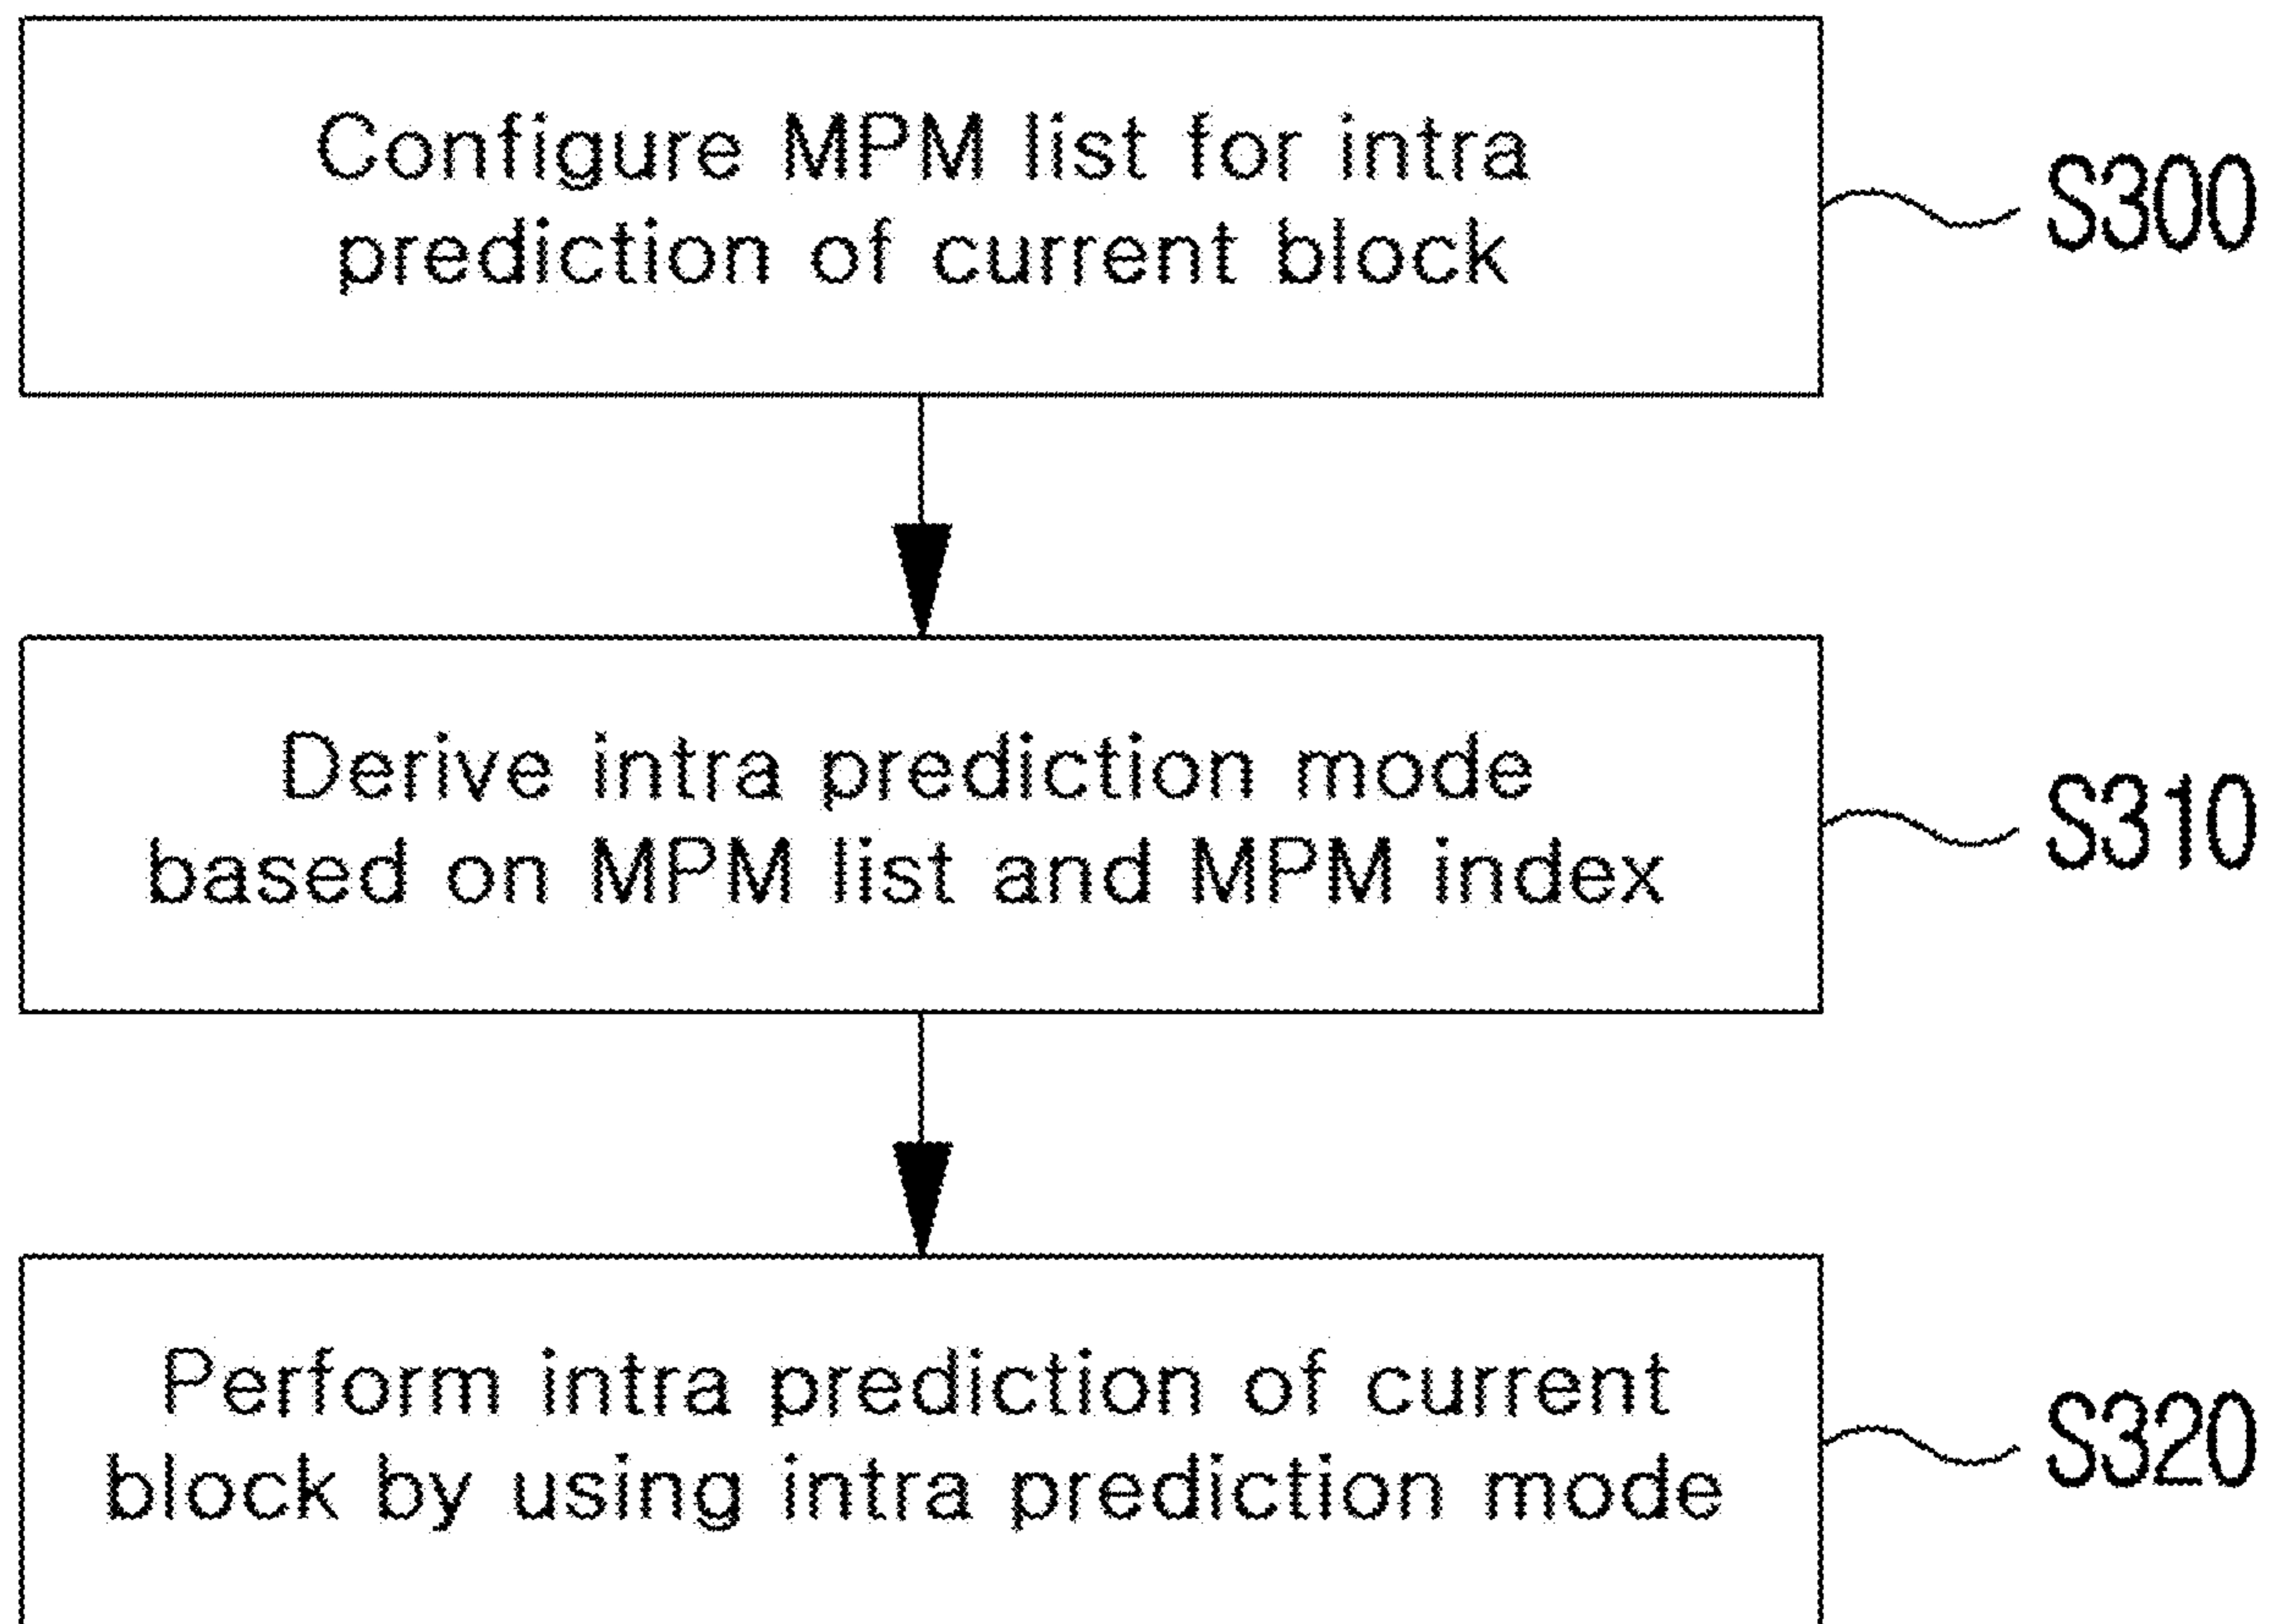 Configure MPM list for intra
prediction of current block
S300
Derive intra prediction mode
based on MPM list and MPM index
S310
Perform intra prediction of current
block by using intra prediction mode
S320